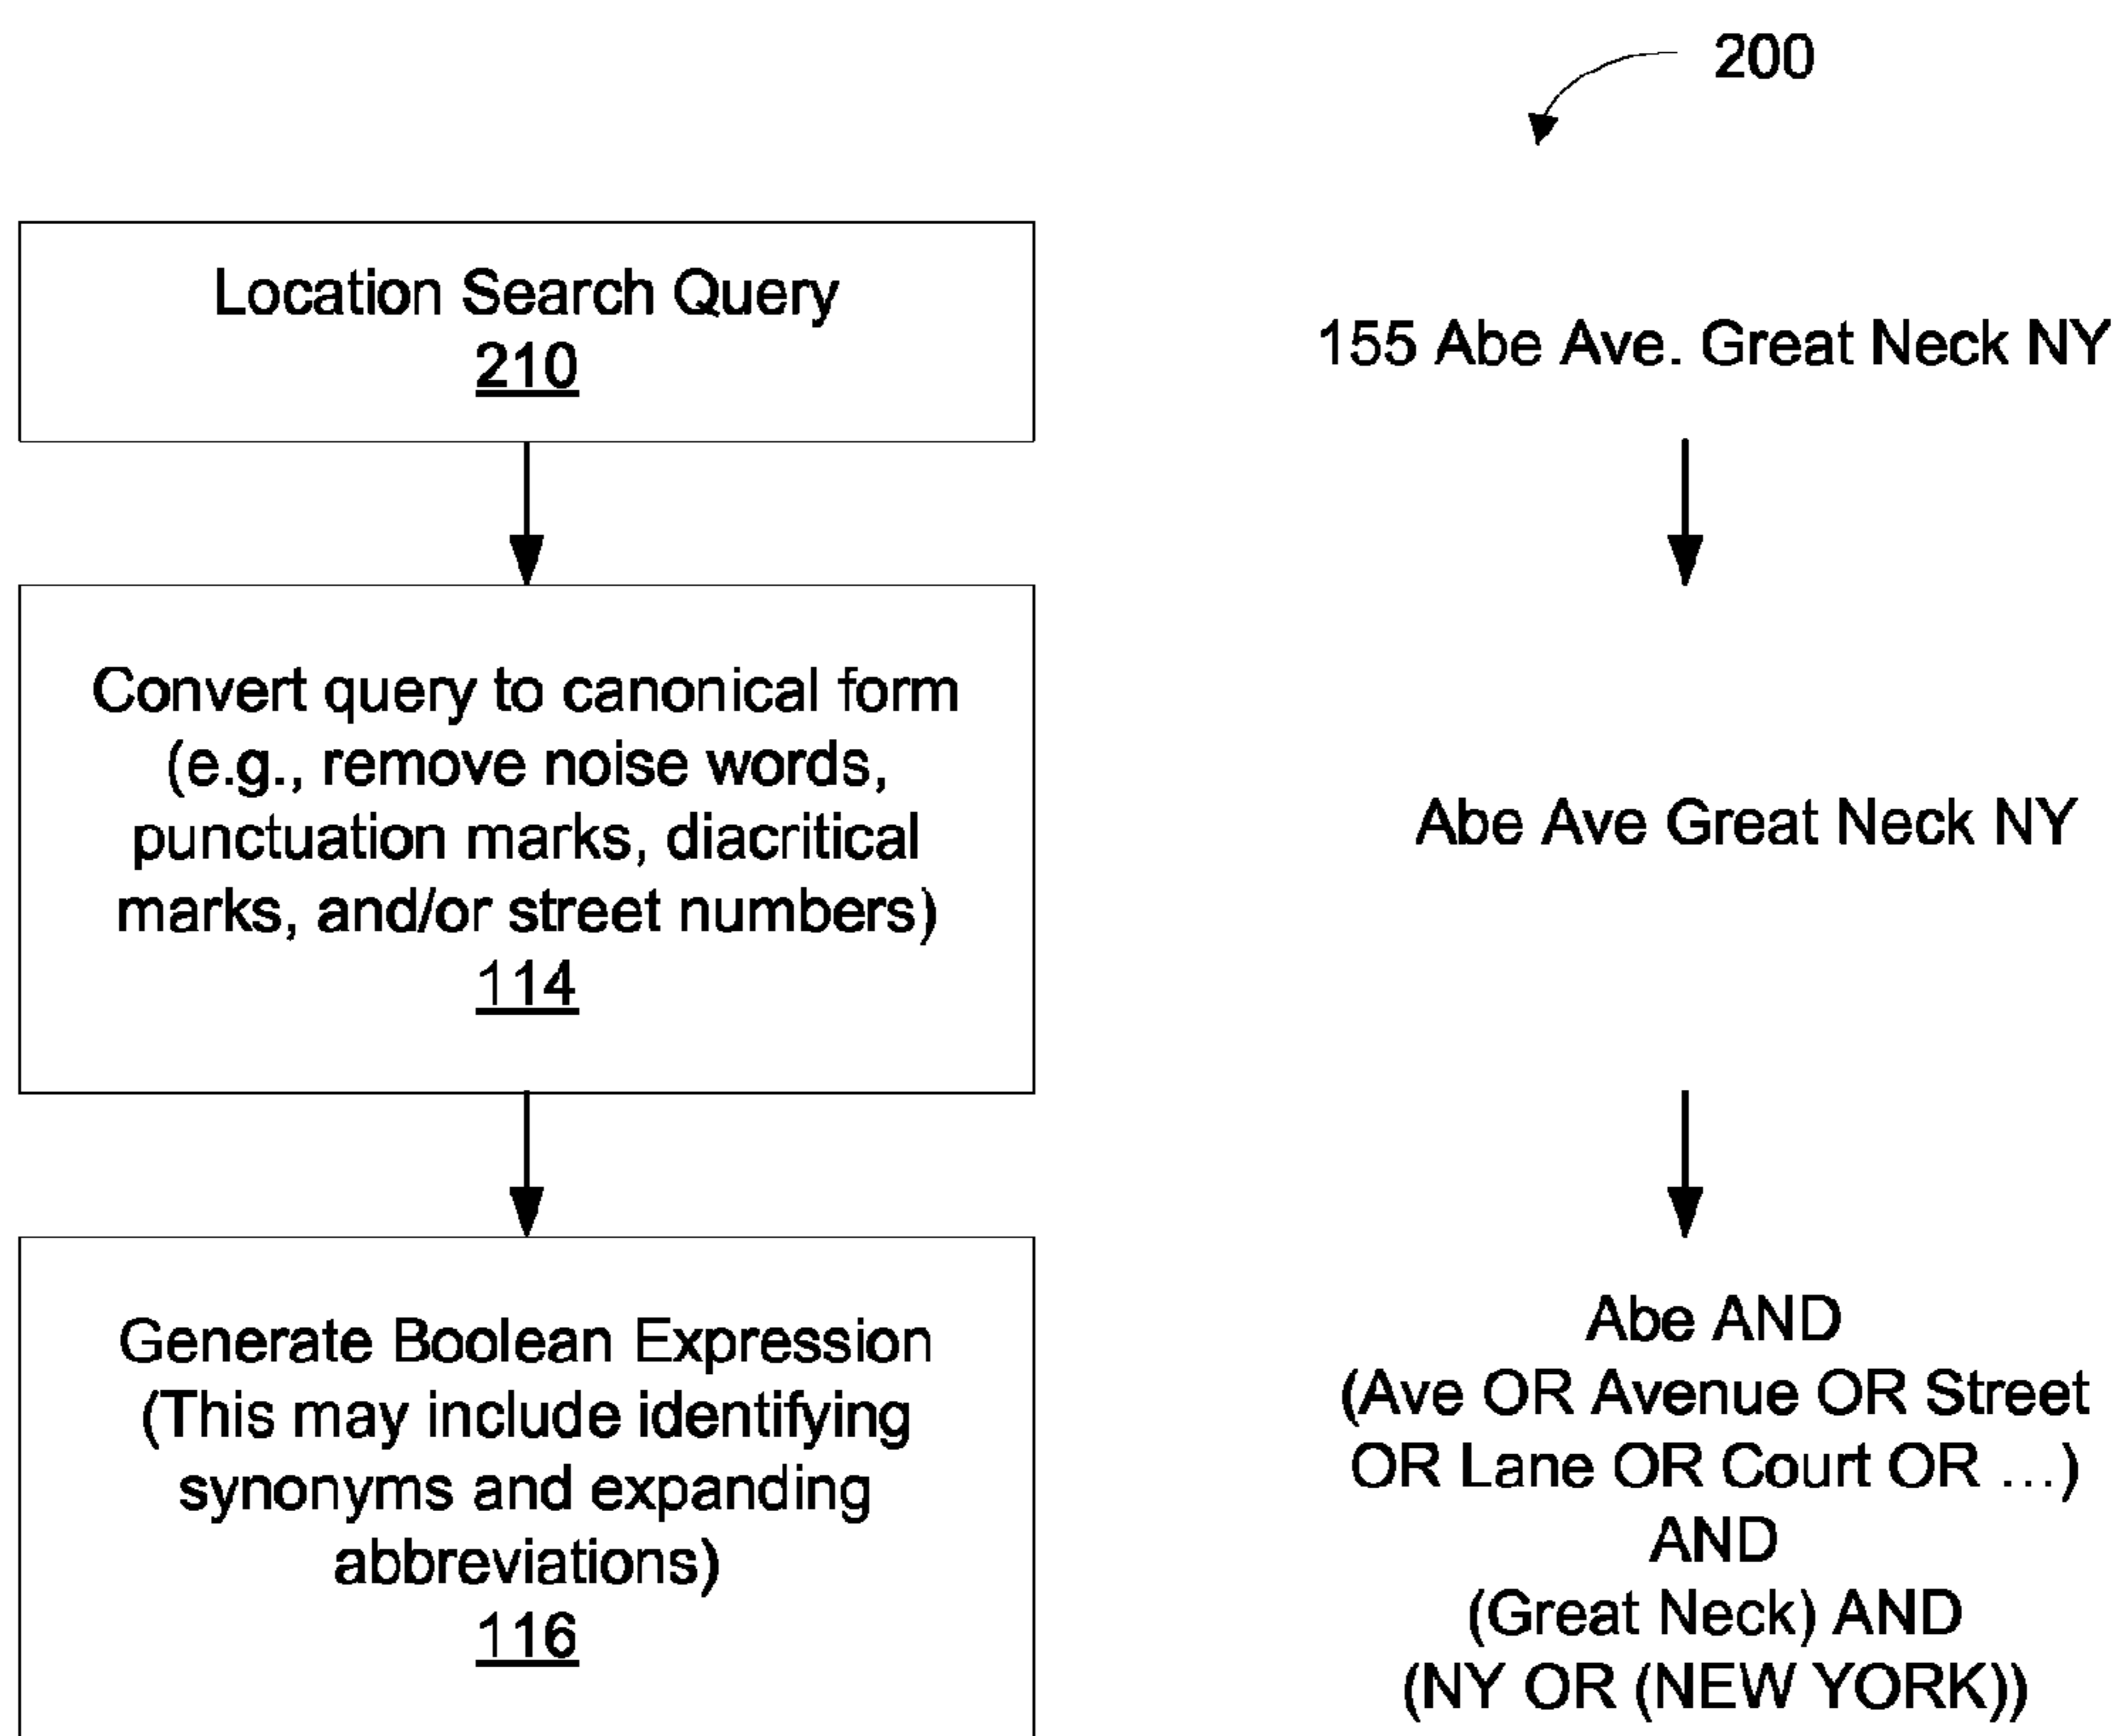 200
Location Search Query
210
155 Abe Ave. Great Neck NY
Convert query to canonical form
(e.g., remove noise words,
punctuation marks, diacritical
marks, and/or street numbers)
114
Abe Ave Great Neck NY
Generate Boolean Expression
(This may include identifying
synonyms and expanding
abbreviations)
116
Abe AND
(Ave OR Avenue OR Street
OR Lane OR Court OR ...)
AND
(Great Neck) AND
(NY OR (NEW YORK))